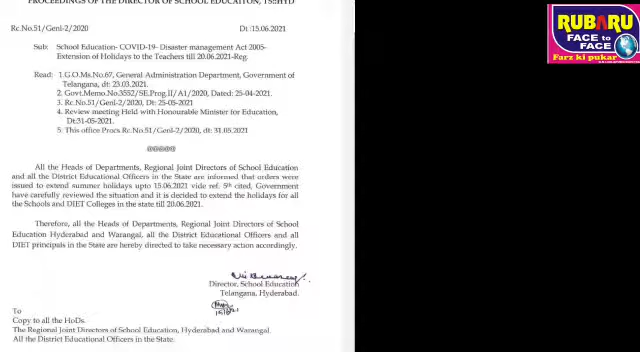 PROCEEDINGS OF THE DIRECTOR OF SCHOOL EDUCAITON, TS::HYD
Rc.No.51/Genl-2/2020 Dt:15.06.2021
Sub: School Education- COVID-19- Disaster management Act 2005-
Extension of Holidays to the Teachers till 20.06.2021-Reg.
Read: 1.G.O.Ms.No.67, General Administration Department, Government of
Telangana, dt: 23.03.2021.
2. Govt.Memo.No.3552/SE.Prog.II/A1/2020, Dated: 25-04-2021.
3. Rc.No.51/Genl-2/2020, Dt: 25-05-2021
4. Review meeting Held with Honourable Minister for Education,
Dt:31-05-2021.
5. This office Procs.Rc.No.51/Genl-2/2020, dt: 31.05.2021
@@@@@
All the Heads of Departments, Regional Joint Directors of School Education
and all the District Educational Officers in the State are informed that orders were
issued to extend summer holidays upto 15.06.2021 vide ref. 5th cited, Government
have carefully reviewed the situation and it is decided to extend the holidays for all
the Schools and DIET Colleges in the state till 20.06.2021.
Therefore, all the Heads of Departments, Regional Joint Directors of School
Education Hyderabad and Warangal, all the District Educational Officers and all
DIET principals in the State are hereby directed to take necessary action accordingly.
Director, School Education
Telangana, Hyderabad.
To
Copy to all the HoDs.
The Regional Joint Directors of School Education, Hyderabad and Warangal
All the District Educational Officers in the State.
RUBARU
FACE to
FACE
Farz ki pukar